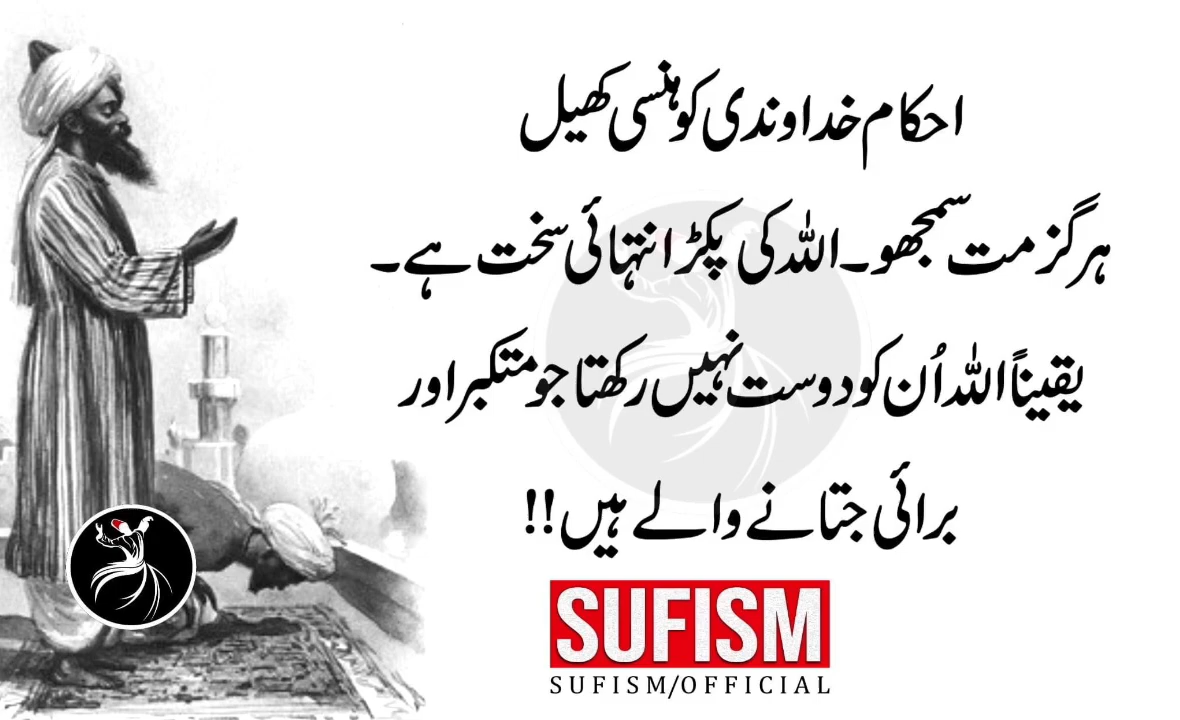 احکام خداوندی کو ہنسی کھیل
ہرگز مت سمجھو۔ اللہ کی پکڑ انتہائی سخت ہے۔
یقیناً اللہ اُن کو دوست نہیں رکھتا جو متکبر اور
برائی جتانے والے ہیں!!
SUFISM
SUFISM/OFFICIAL